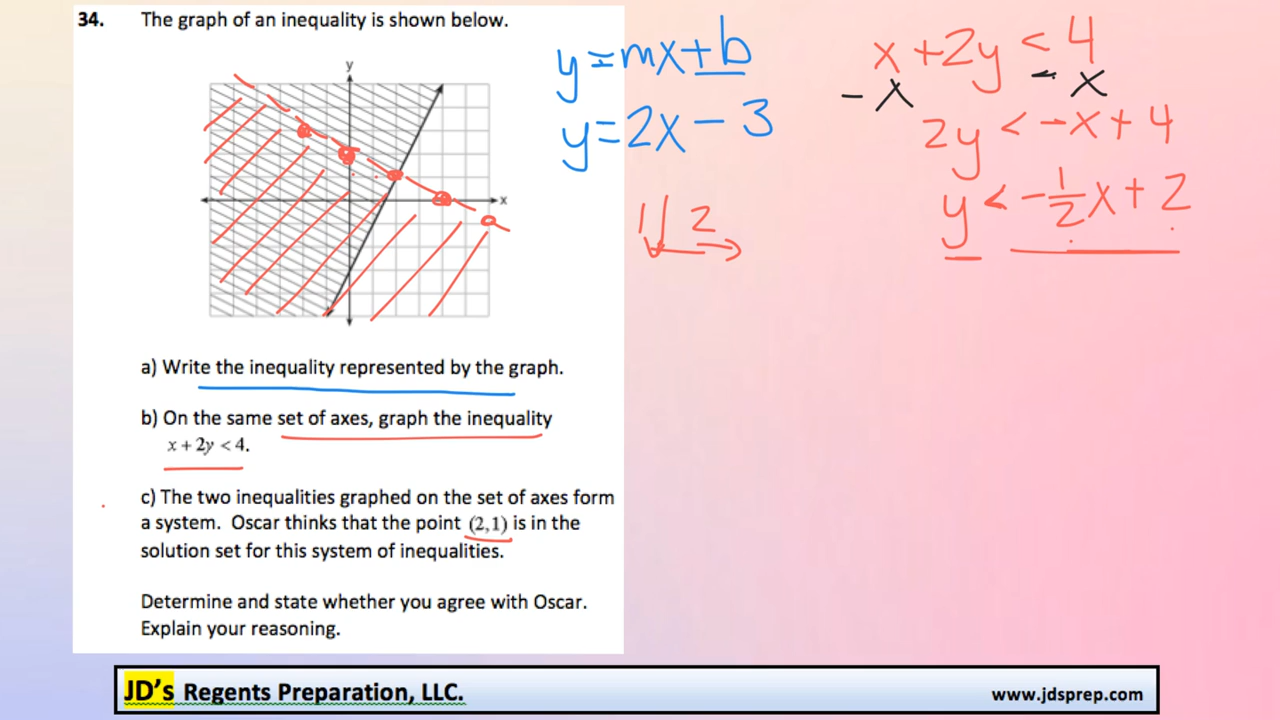 34. The graph of an inequality is shown below.
y
x
a) Write the inequality represented by the graph.
b) On the same set of axes, graph the inequality
x + 2y < 4.
c) The two inequalities graphed on the set of axes form
a system. Oscar thinks that the point (2,1) is in the
solution set for this system of inequalities.
Determine and state whether you agree with Oscar.
Explain your reasoning.
y=mx+b
y=2x-3
1 2
x+2y<4
-x -x
2y<-x+4
y<-1/2x+2
JD's Regents Preparation, LLC.
www.jdsprep.com